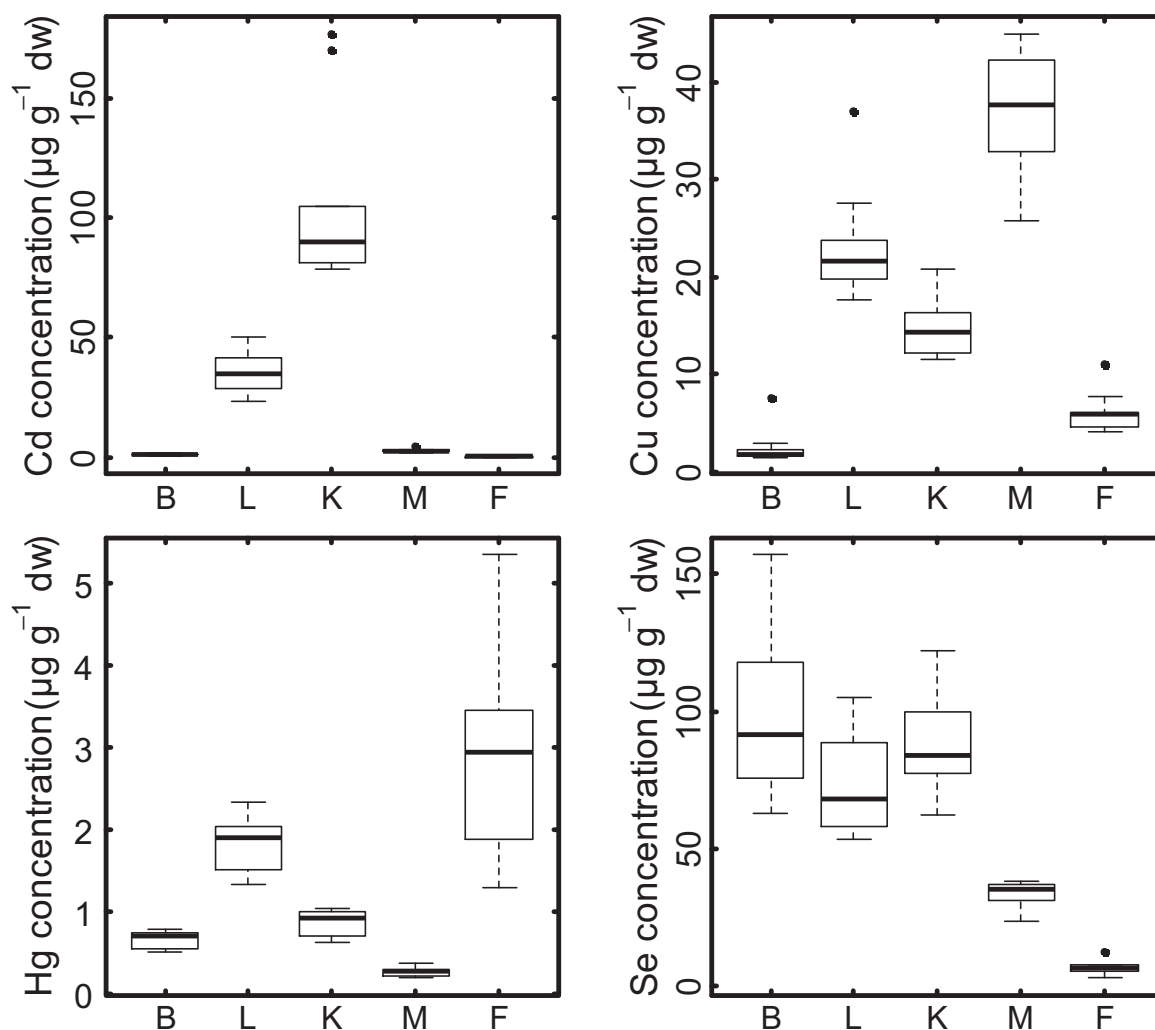 Cd concentration (µg g⁻¹ dw)
150
100
50
0
B L K M F
Cu concentration (µg g⁻¹ dw)
40
30
20
10
0
B L K M F
Hg concentration (µg g⁻¹ dw)
5
4
3
2
1
0
B L K M F
Se concentration (µg g⁻¹ dw)
150
100
50
0
B L K M F